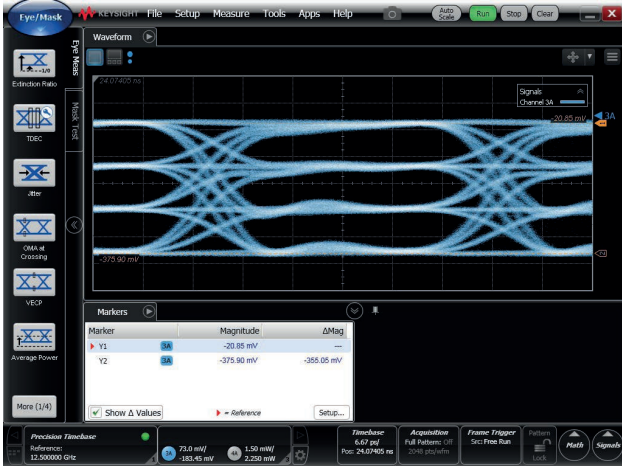 Eye/Mask
KEYSIGHT File Setup Measure Tools Apps Help
Auto Scale
Run
Stop
Clear
Waveform
Eye Meas
Mask Test
Extinction Ratio
TDEC
Jitter
OMA at
Crossing
VECP
Average Power
More (1/4)
24.07405 ns
Signals
Channel 3A
-20.85 mV
3A
-375.90 mV
Markers
Marker Magnitude ΔMag
Y1 3A -20.85 mV ---
Y2 3A -375.90 mV -355.05 mV
Show Δ Values = Reference Setup...
Precision Timebase
Reference:
12.500000 GHz
3A 73.0 mV/
-183.45 mV
4A 1.50 mW/
2.250 mW
Timebase
6.67 ps/
Pos: 24.07405 ns
Acquisition
Full Pattern: Off
2048 pts/wfm
Frame Trigger
Src: Free Run
Pattern
Lock
Math
Signals